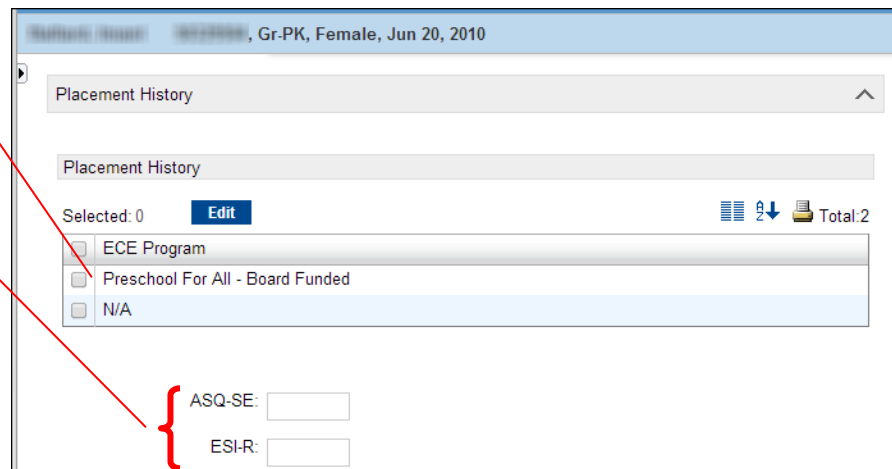 , Gr-PK, Female, Jun 20, 2010
Placement History
Placement History
Selected: 0 Edit Total:2
ECE Program
Preschool For All - Board Funded
N/A
ASQ-SE:
ESI-R: